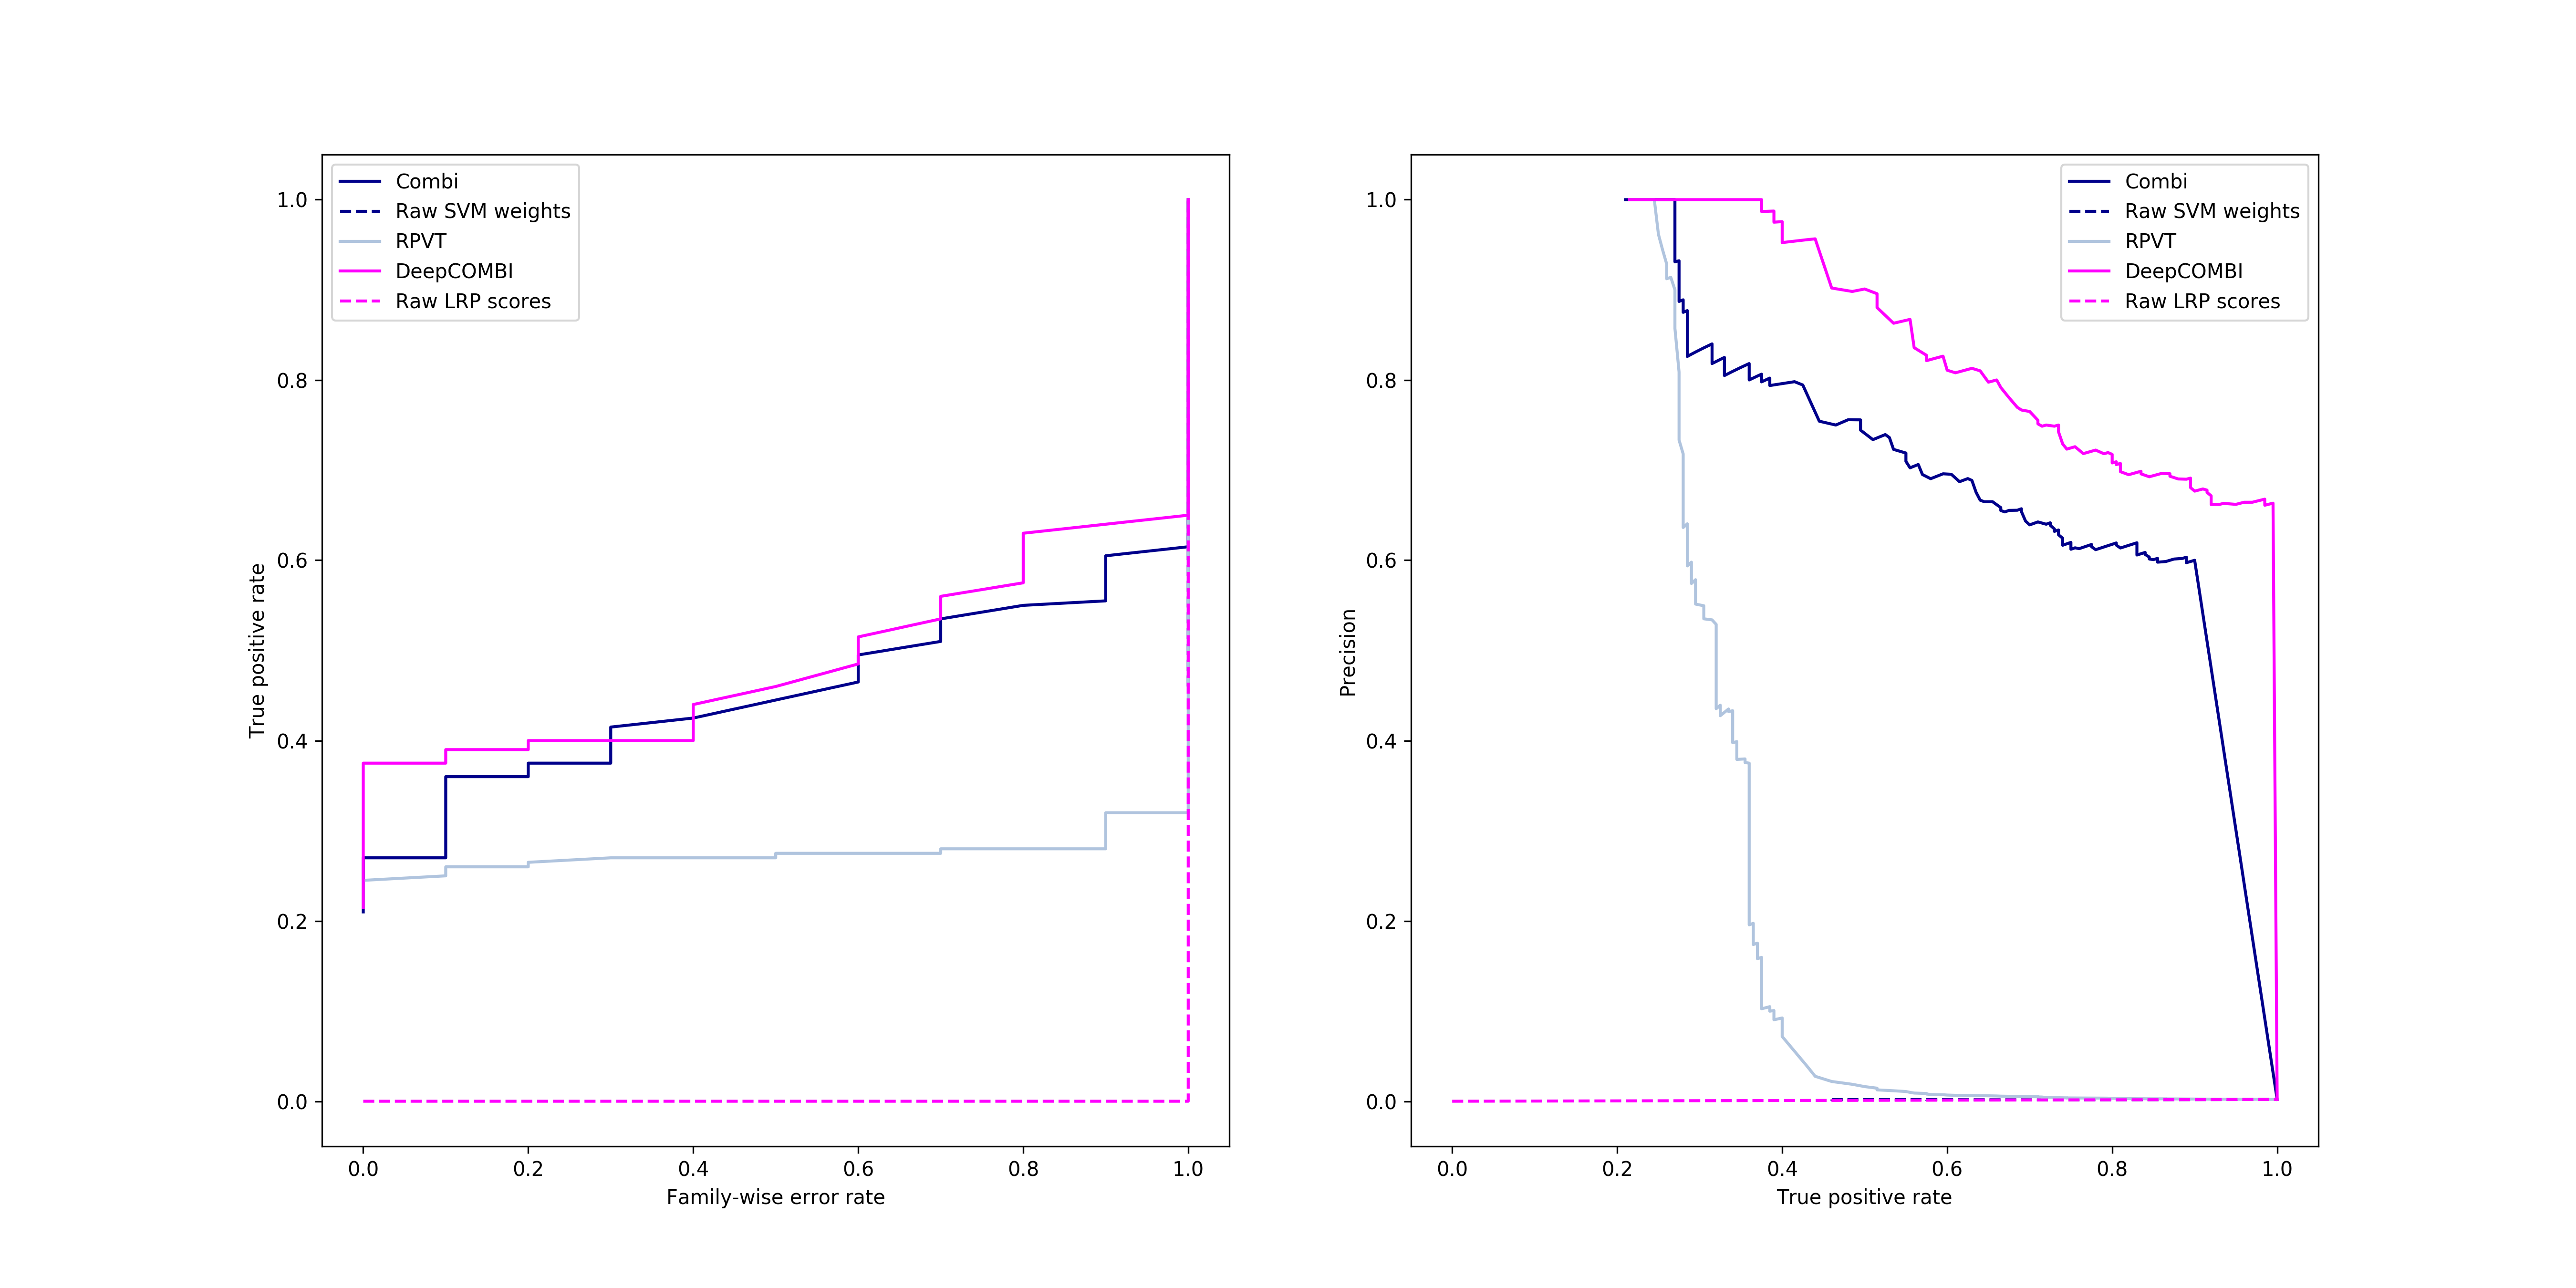 Combi
Raw SVM weights
RPVT
DeepCOMBI
Raw LRP scores
True positive rate
1.0
0.8
0.6
0.4
0.2
0.0
0.0 0.2 0.4 0.6 0.8 1.0
Family-wise error rate
Combi
Raw SVM weights
RPVT
DeepCOMBI
Raw LRP scores
Precision
1.0
0.8
0.6
0.4
0.2
0.0
0.0 0.2 0.4 0.6 0.8 1.0
True positive rate